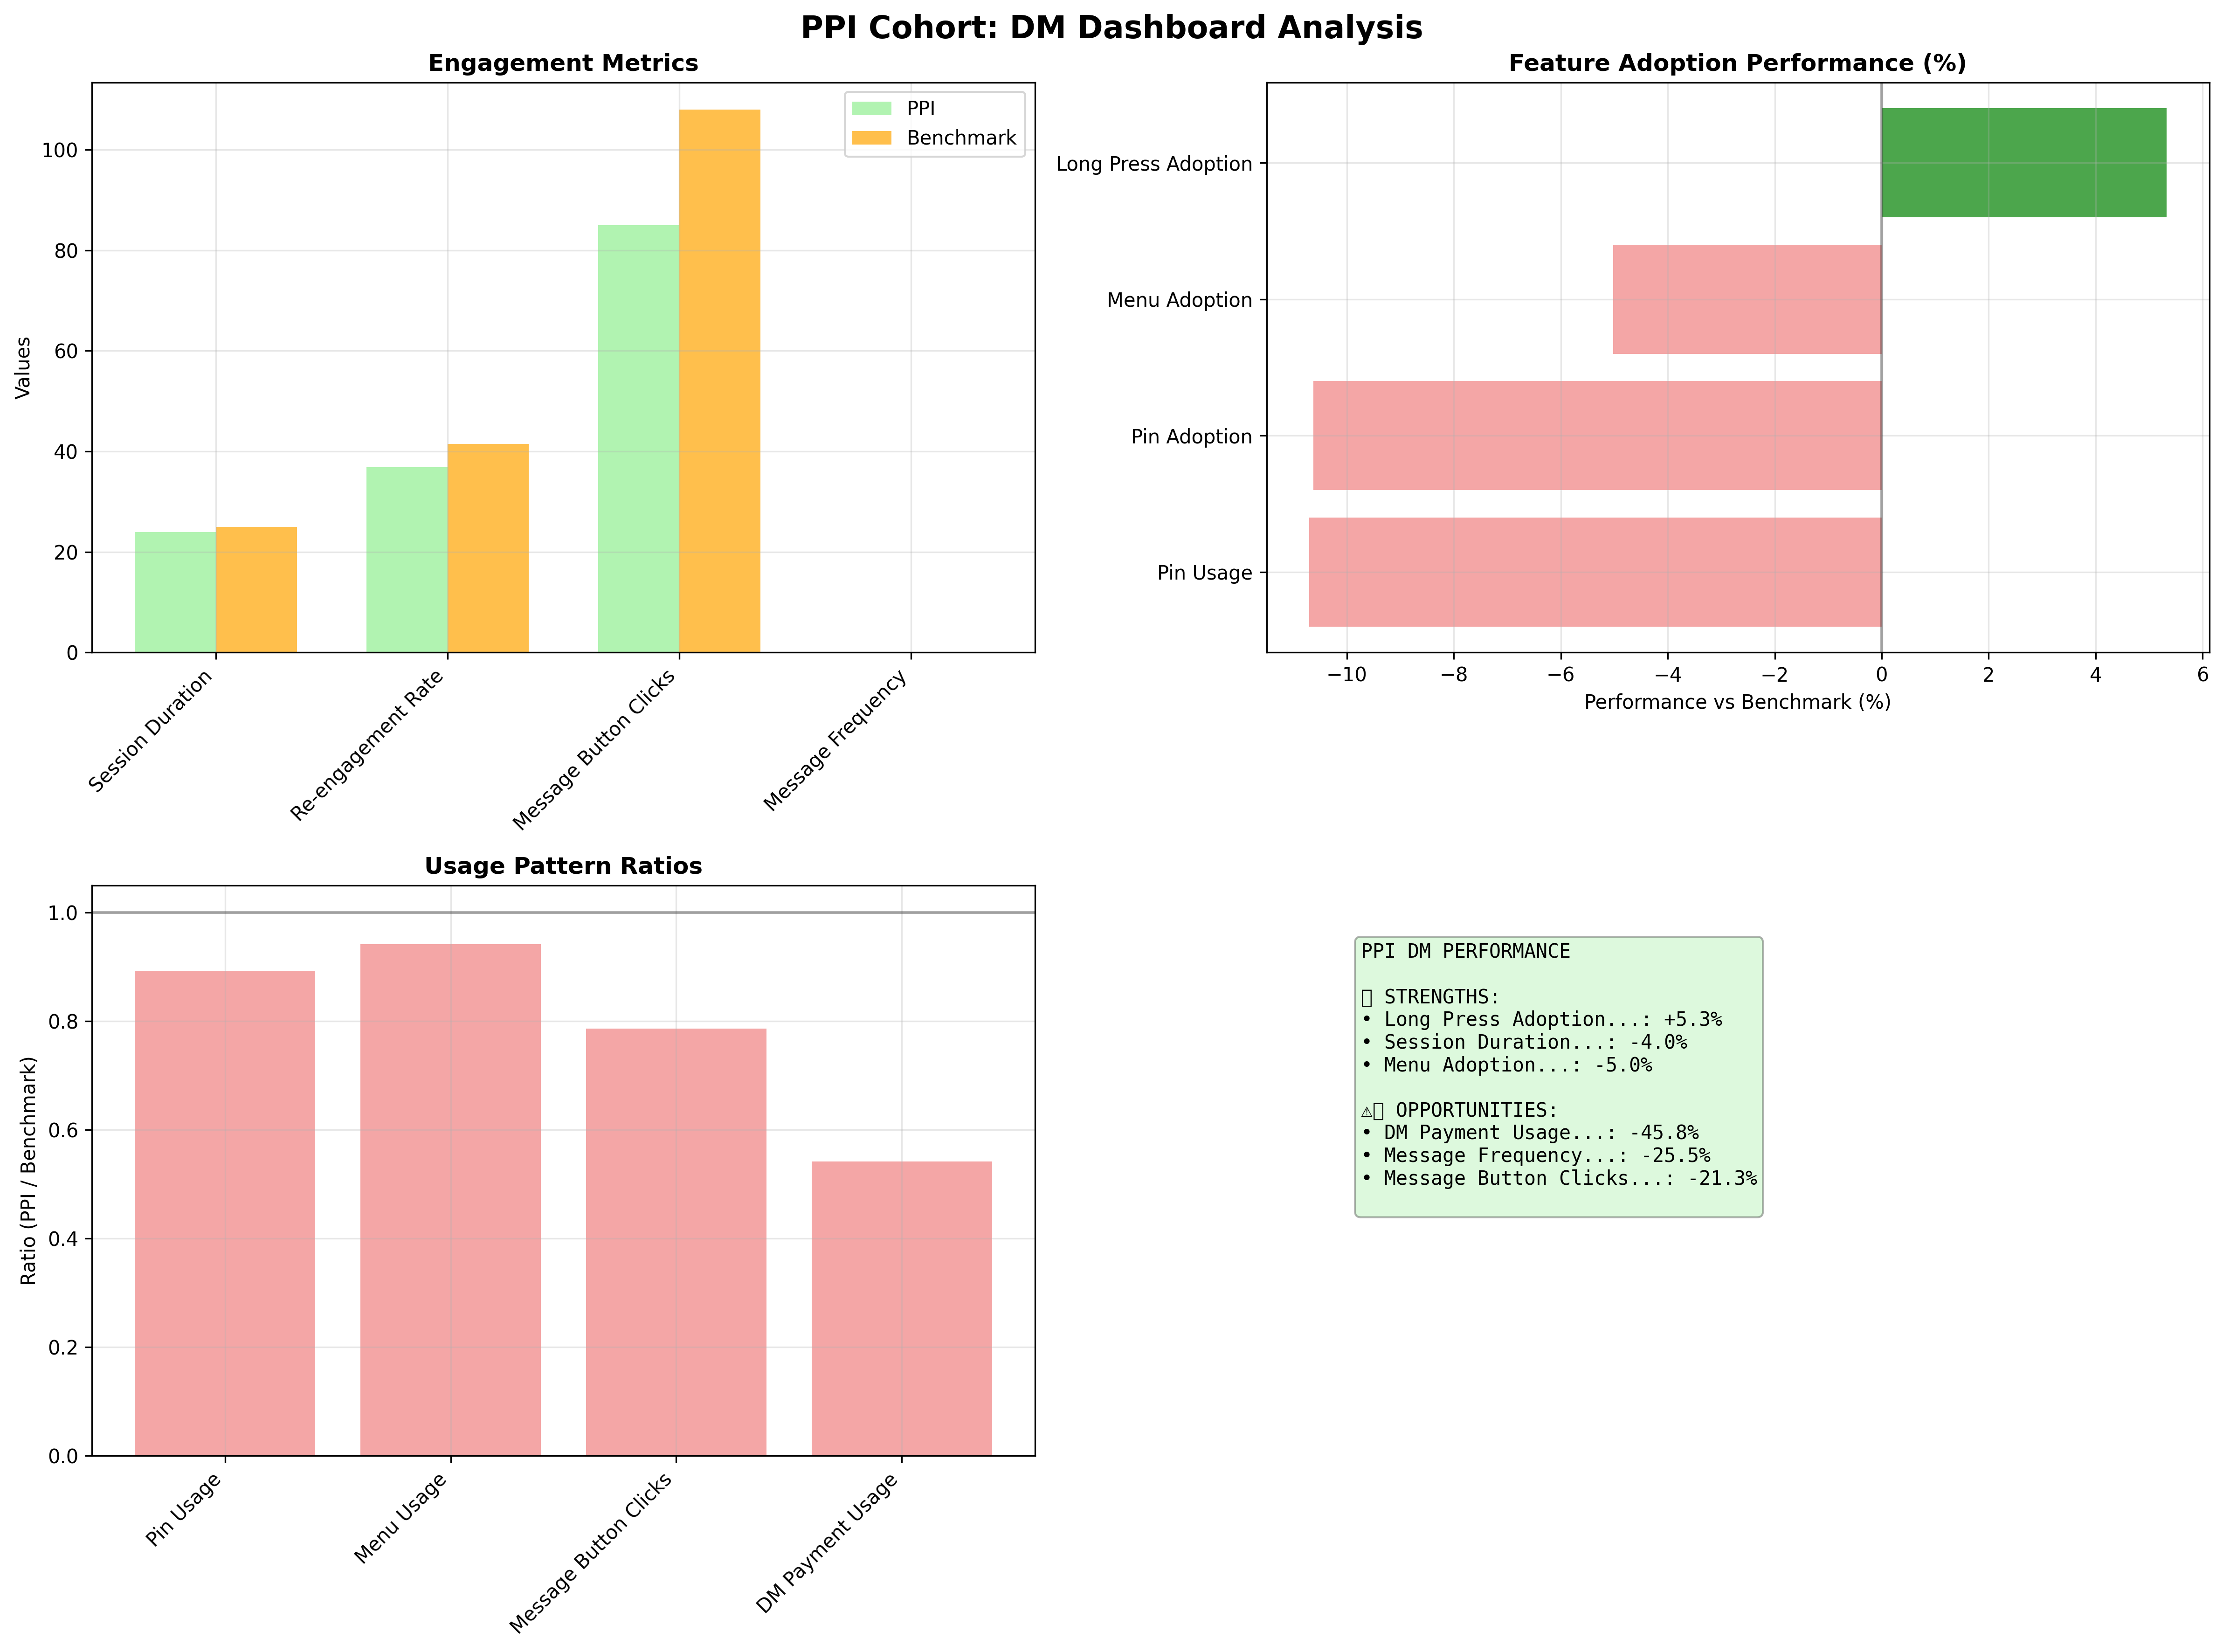 PPI Cohort: DM Dashboard Analysis
Engagement Metrics
PPI
Benchmark
Values
100
80
60
40
20
0
Session Duration
Re-engagement Rate
Message Button Clicks
Message Frequency
Feature Adoption Performance (%)
Long Press Adoption
Menu Adoption
Pin Adoption
Pin Usage
−10
−8
−6
−4
−2
0
2
4
6
Performance vs Benchmark (%)
Usage Pattern Ratios
Ratio (PPI / Benchmark)
1.0
0.8
0.6
0.4
0.2
0.0
Pin Usage
Menu Usage
Message Button Clicks
DM Payment Usage
PPI DM PERFORMANCE
STRENGTHS:
• Long Press Adoption...: +5.3%
• Session Duration...: -4.0%
• Menu Adoption...: -5.0%
⚠ OPPORTUNITIES:
• DM Payment Usage...: -45.8%
• Message Frequency...: -25.5%
• Message Button Clicks...: -21.3%